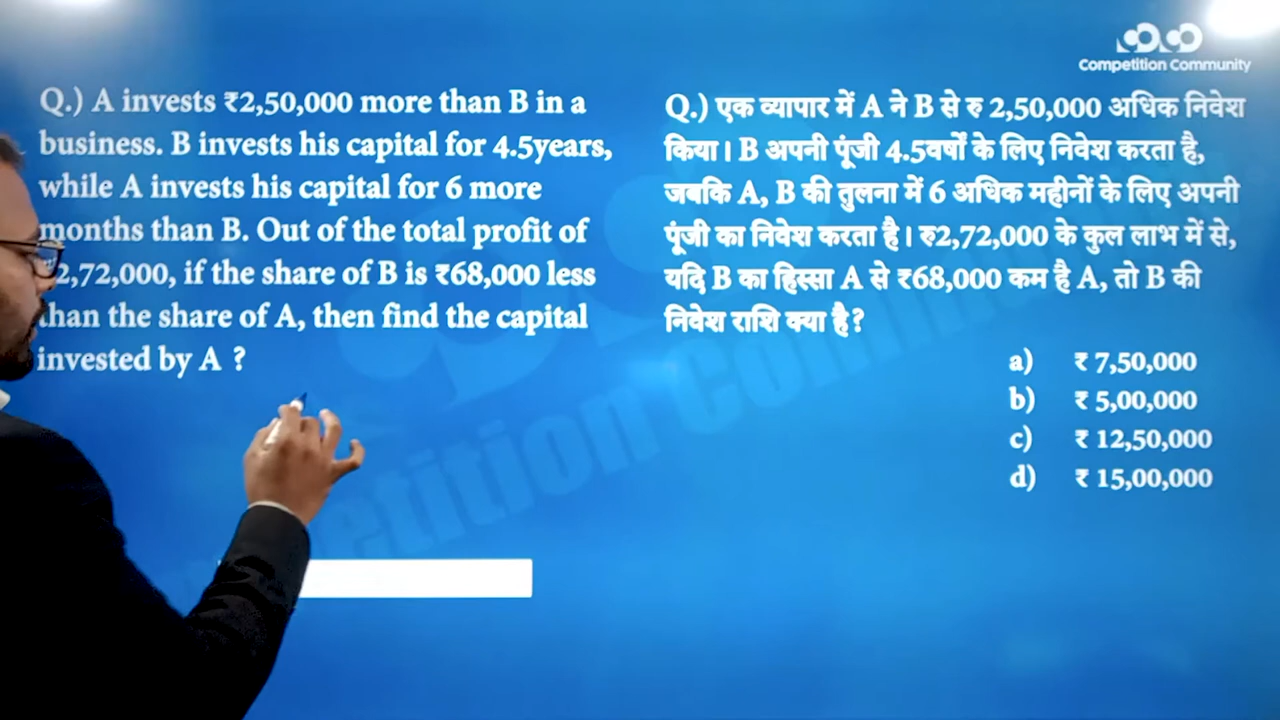 Competition Community
Q.) A invests ₹2,50,000 more than B in a
business. B invests his capital for 4.5years,
while A invests his capital for 6 more
months than B. Out of the total profit of
2,72,000, if the share of B is ₹68,000 less
than the share of A, then find the capital
invested by A ?
Q.) एक व्यापार में A ने B से रु 2,50,000 अधिक निवेश
किया। B अपनी पूंजी 4.5वर्षों के लिए निवेश करता है,
जबकि A, B की तुलना में 6 अधिक महीनों के लिए अपनी
पूंजी का निवेश करता है। रु2,72,000 के कुल लाभ में से,
यदि B का हिस्सा A से ₹68,000 कम है A, तो B की
निवेश राशि क्या है?
a) ₹ 7,50,000
b) ₹ 5,00,000
c) ₹ 12,50,000
d) ₹ 15,00,000